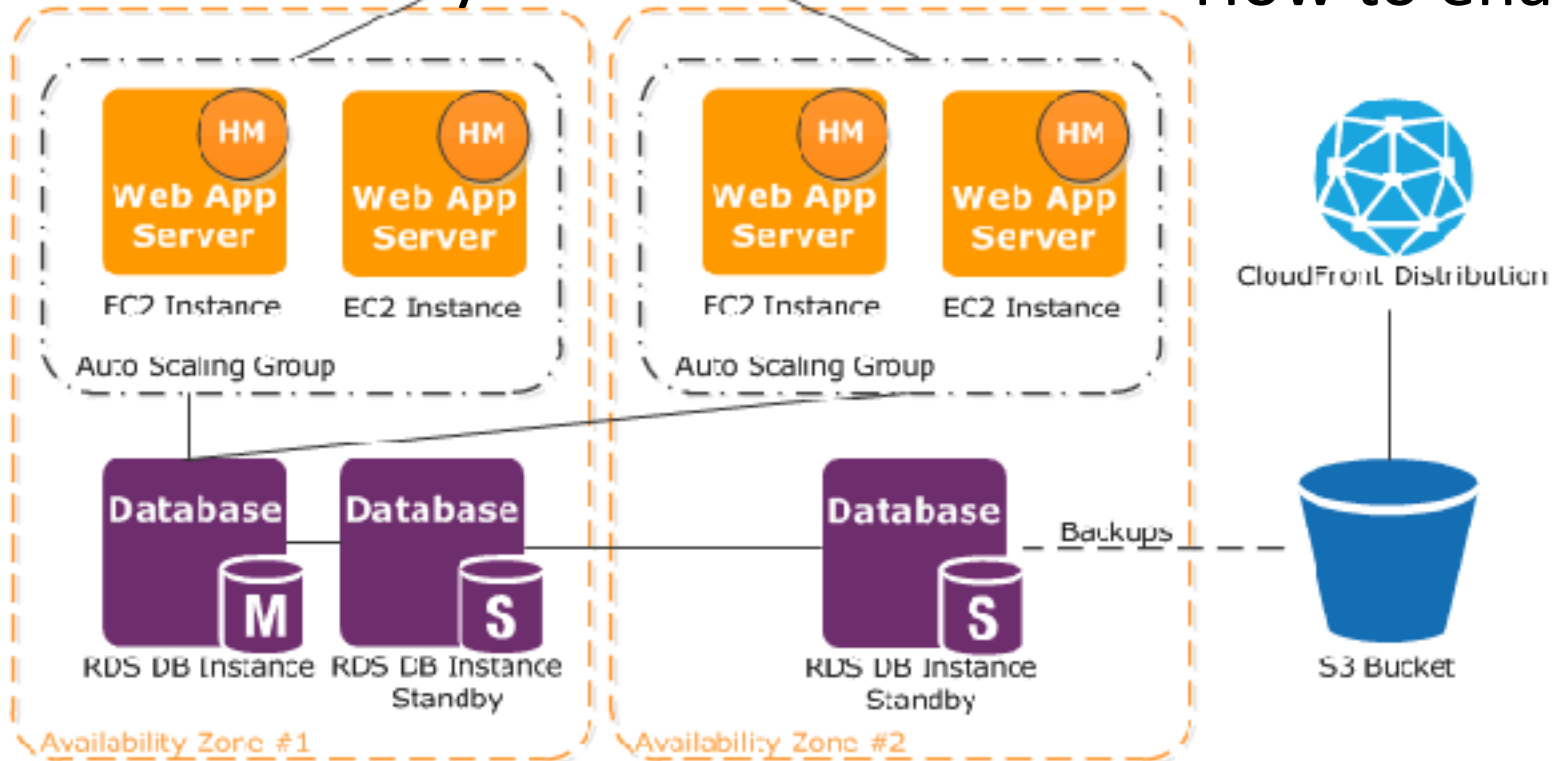 How to
HM
HM
HM
HM
Web App
Server
Web App
Server
Web App
Server
Web App
Server
EC2 Instance
EC2 Instance
EC2 Instance
EC2 Instance
CloudFront Distribution
Auto Scaling Group
Auto Scaling Group
Database
Database
Database
Backups
M
S
S
RDS DB Instance
RDS DB Instance
Standby
RDS DB Instance
Standby
S3 Bucket
Availability Zone #1
Availability Zone #2